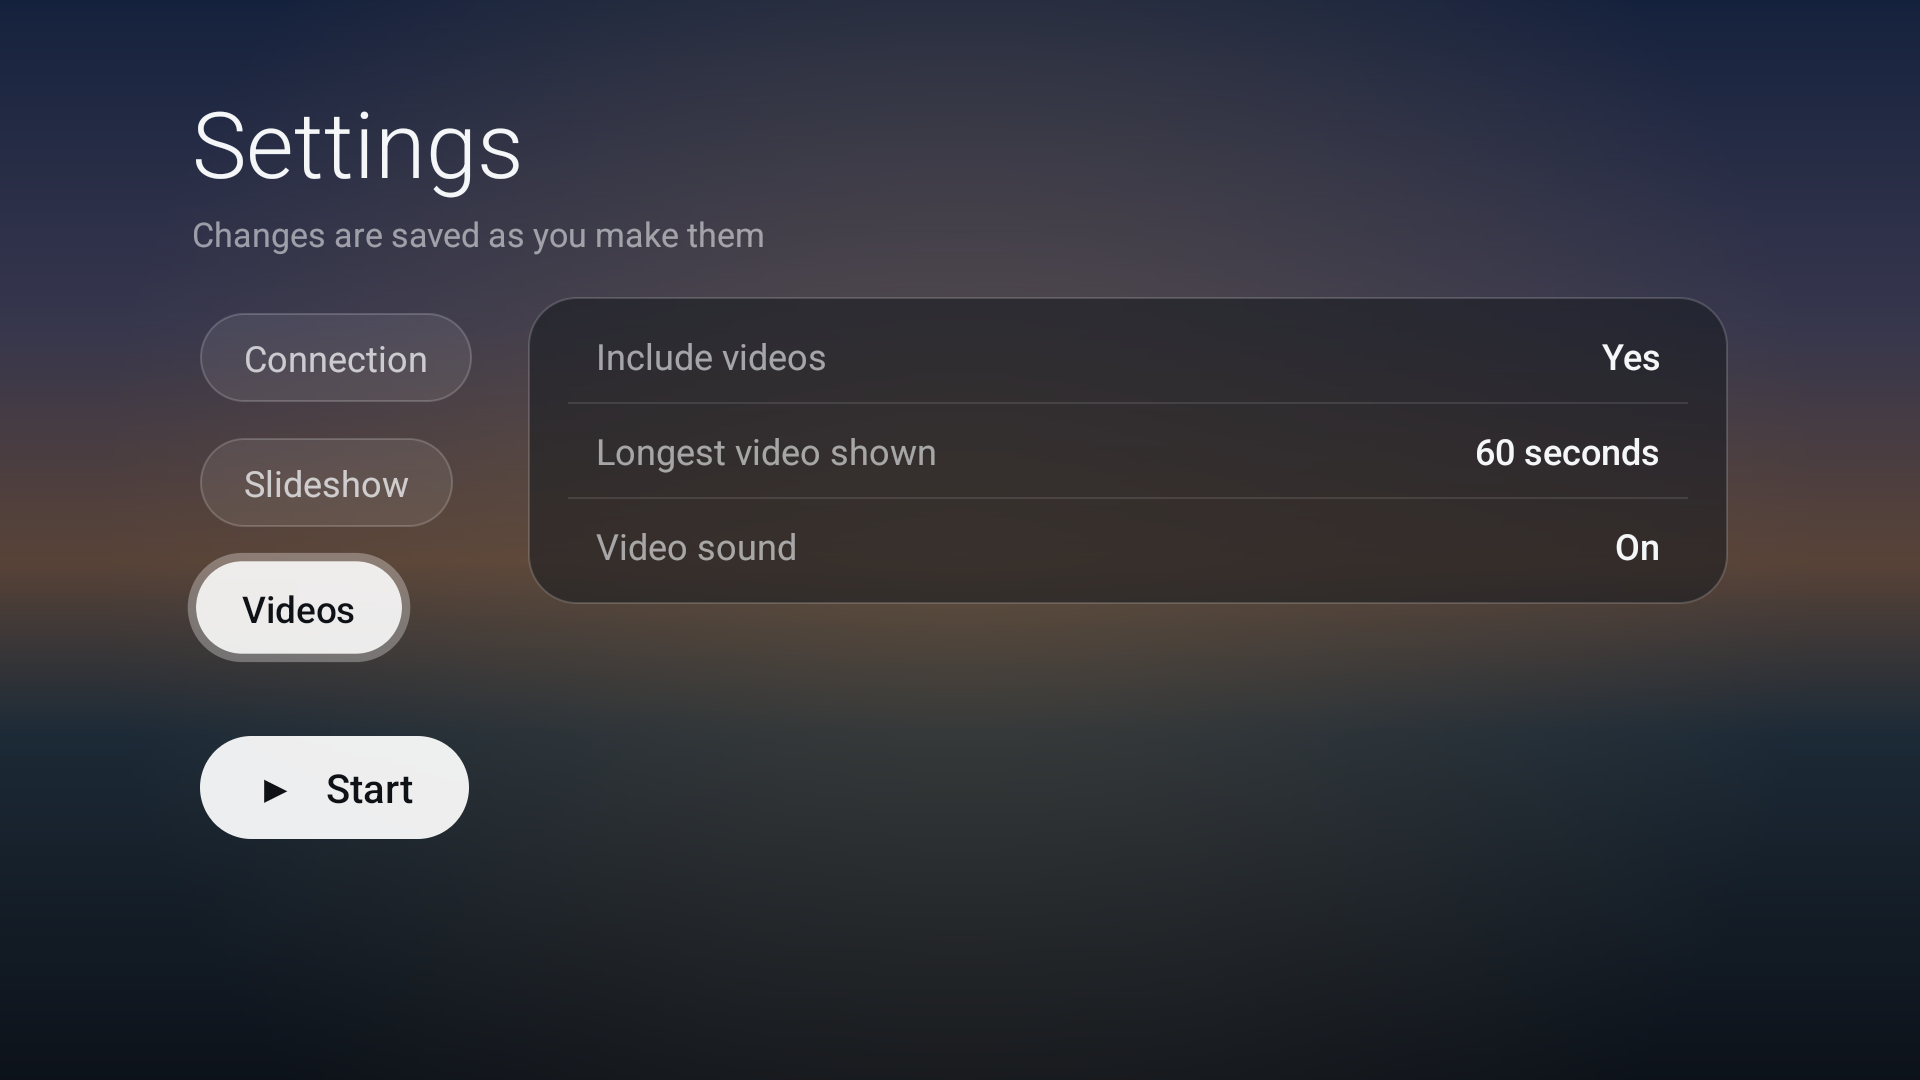 Settings
Changes are saved as you make them
Connection
Slideshow
Videos
▶ Start
Include videos Yes
Longest video shown 60 seconds
Video sound On